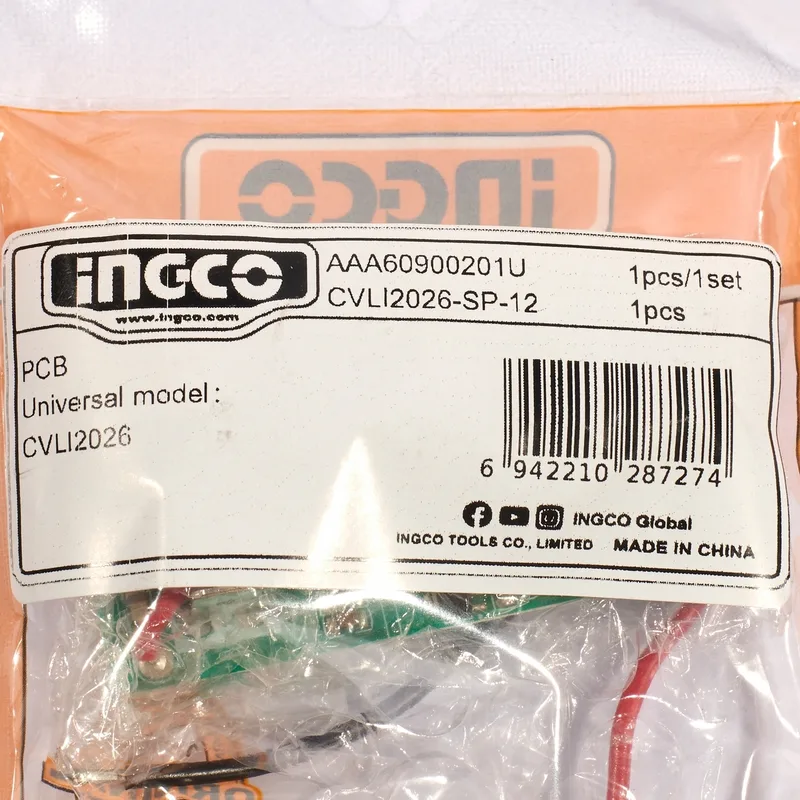 INGCO
INGCO
www.ingco.com
AAA60900201U 1pcs/1set
CVLI2026-SP-12 1pcs
PCB
Universal model:
CVLI2026
6 942210 287274
INGCO Global
INGCO TOOLS CO., LIMITED MADE IN CHINA